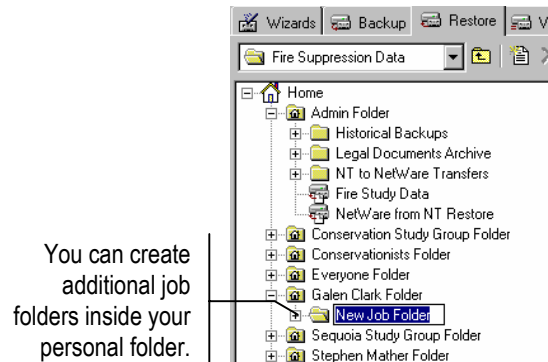 Wizards Backup Restore V
Fire Suppression Data
Home
Admin Folder
Historical Backups
Legal Documents Archive
NT to NetWare Transfers
Fire Study Data
NetWare from NT Restore
Conservation Study Group Folder
Conservationists Folder
Everyone Folder
Galen Clark Folder
New Job Folder
Sequoia Study Group Folder
Stephen Mather Folder
You can create
additional job
folders inside your
personal folder.